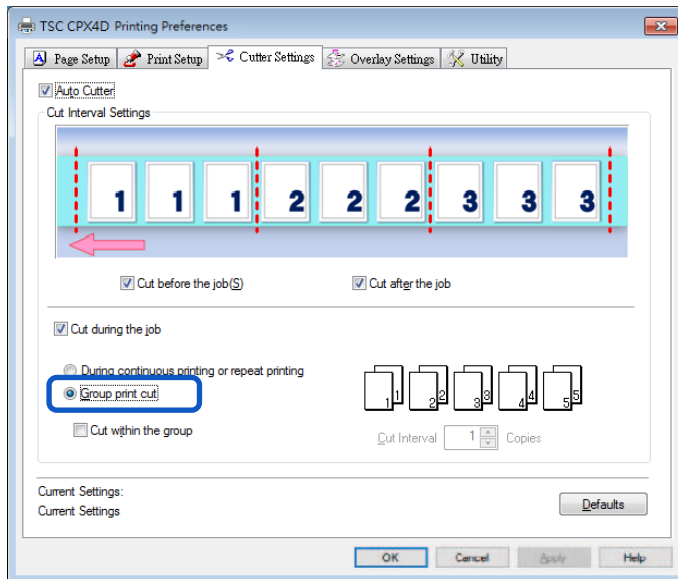 TSC CPX4D Printing Preferences
Page Setup Print Setup Cutter Settings Overlay Settings Utility
Auto Cutter
Cut Interval Settings
1 1 1 2 2 2 3 3 3
Cut before the job(S) Cut after the job
Cut during the job
During continuous printing or repeat printing
Group print cut
1 1 2 2 3 3 4 4 5 5
Cut within the group
Cut Interval 1 Copies
Current Settings:
Current Settings
Defaults
OK Cancel Apply Help